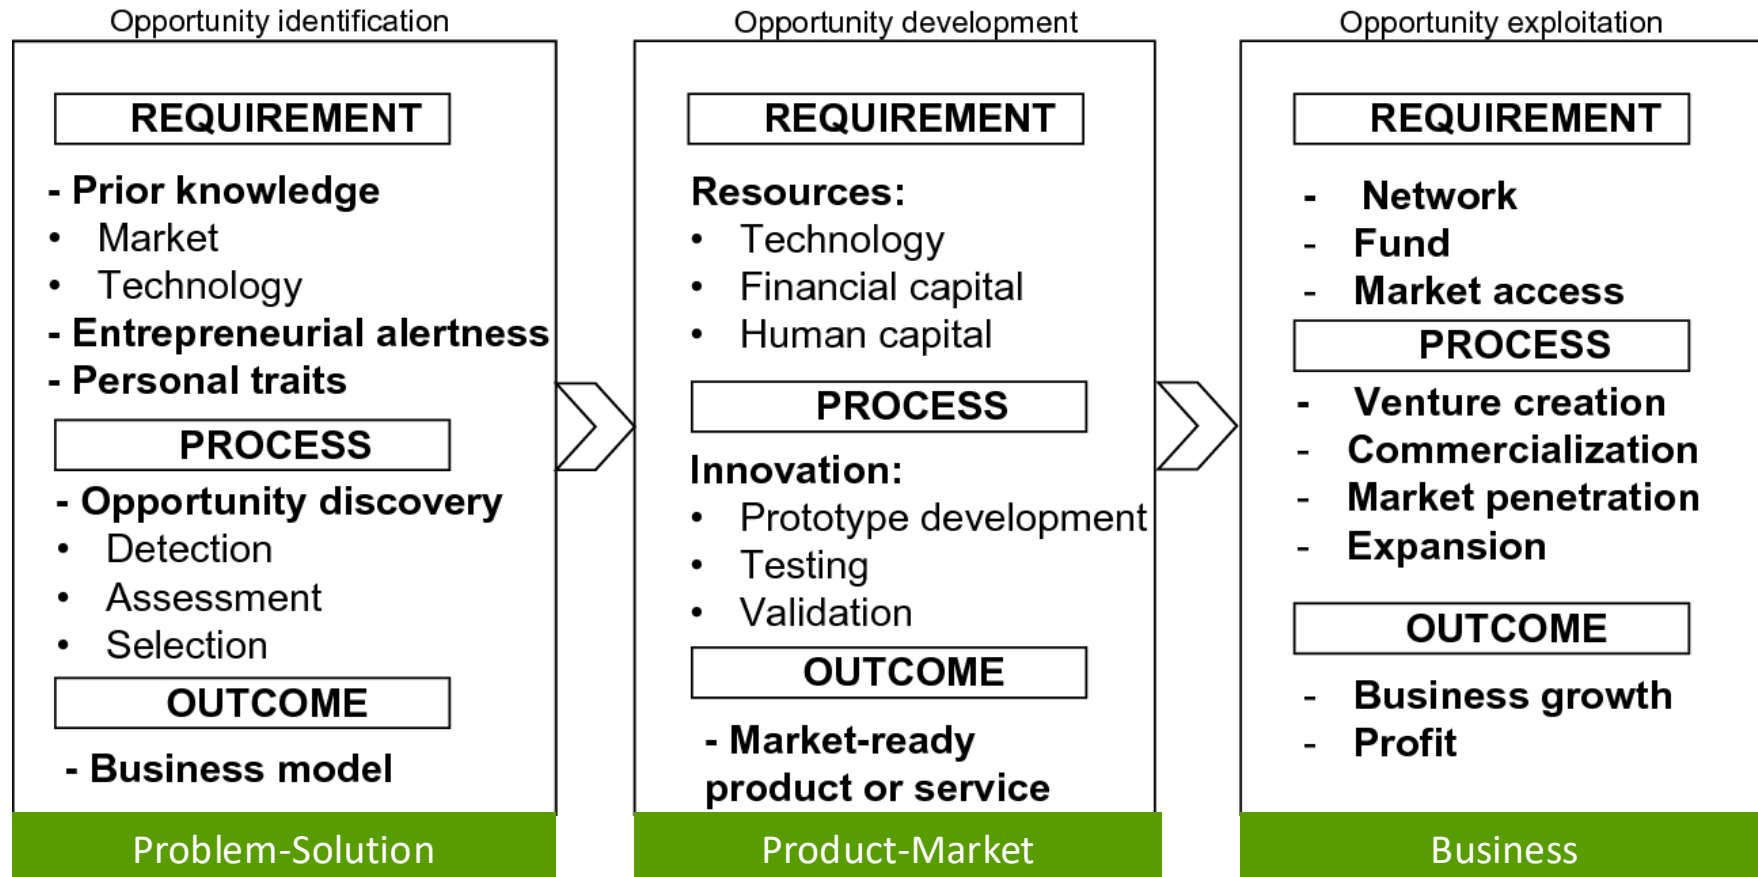 Opportunity identification
REQUIREMENT
- Prior knowledge
• Market
• Technology
- Entrepreneurial alertness
- Personal traits
PROCESS
- Opportunity discovery
• Detection
• Assessment
• Selection
OUTCOME
- Business model
Problem-Solution
Opportunity development
REQUIREMENT
Resources:
• Technology
• Financial capital
• Human capital
PROCESS
Innovation:
• Prototype development
• Testing
• Validation
OUTCOME
- Market-ready
product or service
Product-Market
Opportunity exploitation
REQUIREMENT
- Network
- Fund
- Market access
PROCESS
- Venture creation
- Commercialization
- Market penetration
- Expansion
OUTCOME
- Business growth
- Profit
Business